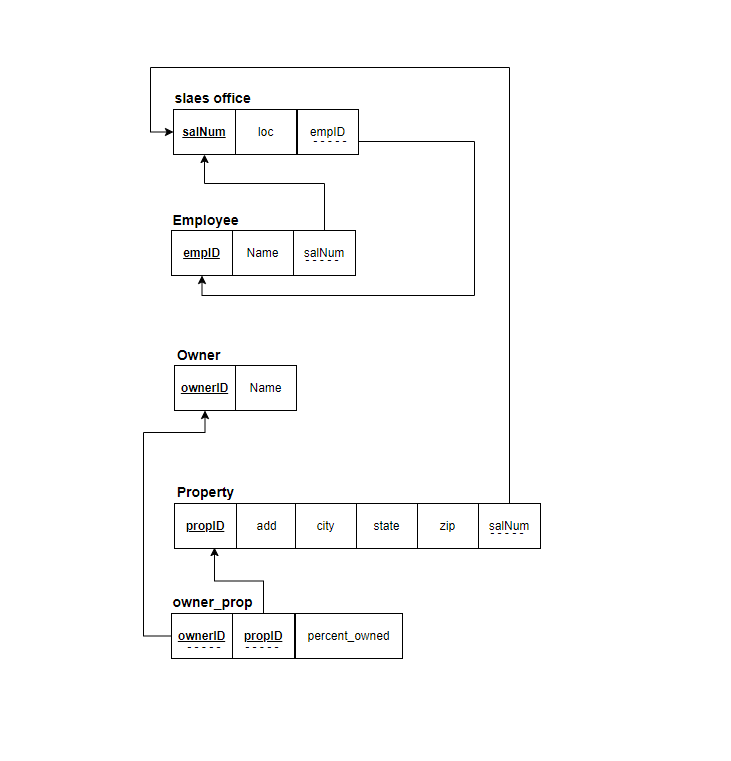 slaes office
salNum loc empID
Employee
empID Name salNum
Owner
ownerID Name
Property
propID add city state zip salNum
owner_prop
ownerID propID percent_owned